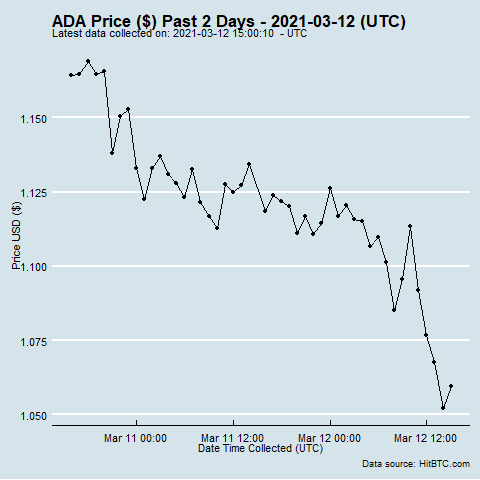 ADA Price ($) Past 2 Days - 2021-03-12 (UTC)
Latest data collected on: 2021-03-12 15:00:10 - UTC
Price USD ($)
1.150
1.125
1.100
1.075
1.050
Mar 11 00:00
Mar 11 12:00
Mar 12 00:00
Mar 12 12:00
Date Time Collected (UTC)
Data source: HitBTC.com